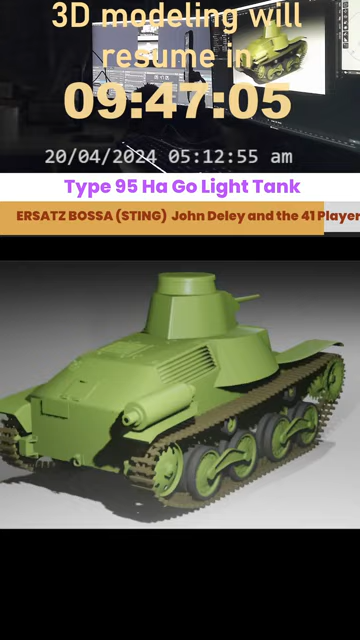 3D modeling will
resume in
09:47:05
20/04/2024 05:12:55 am
Type 95 Ha Go Light Tank
ERSATZ BOSSA (STING) John Deley and the 41 Player